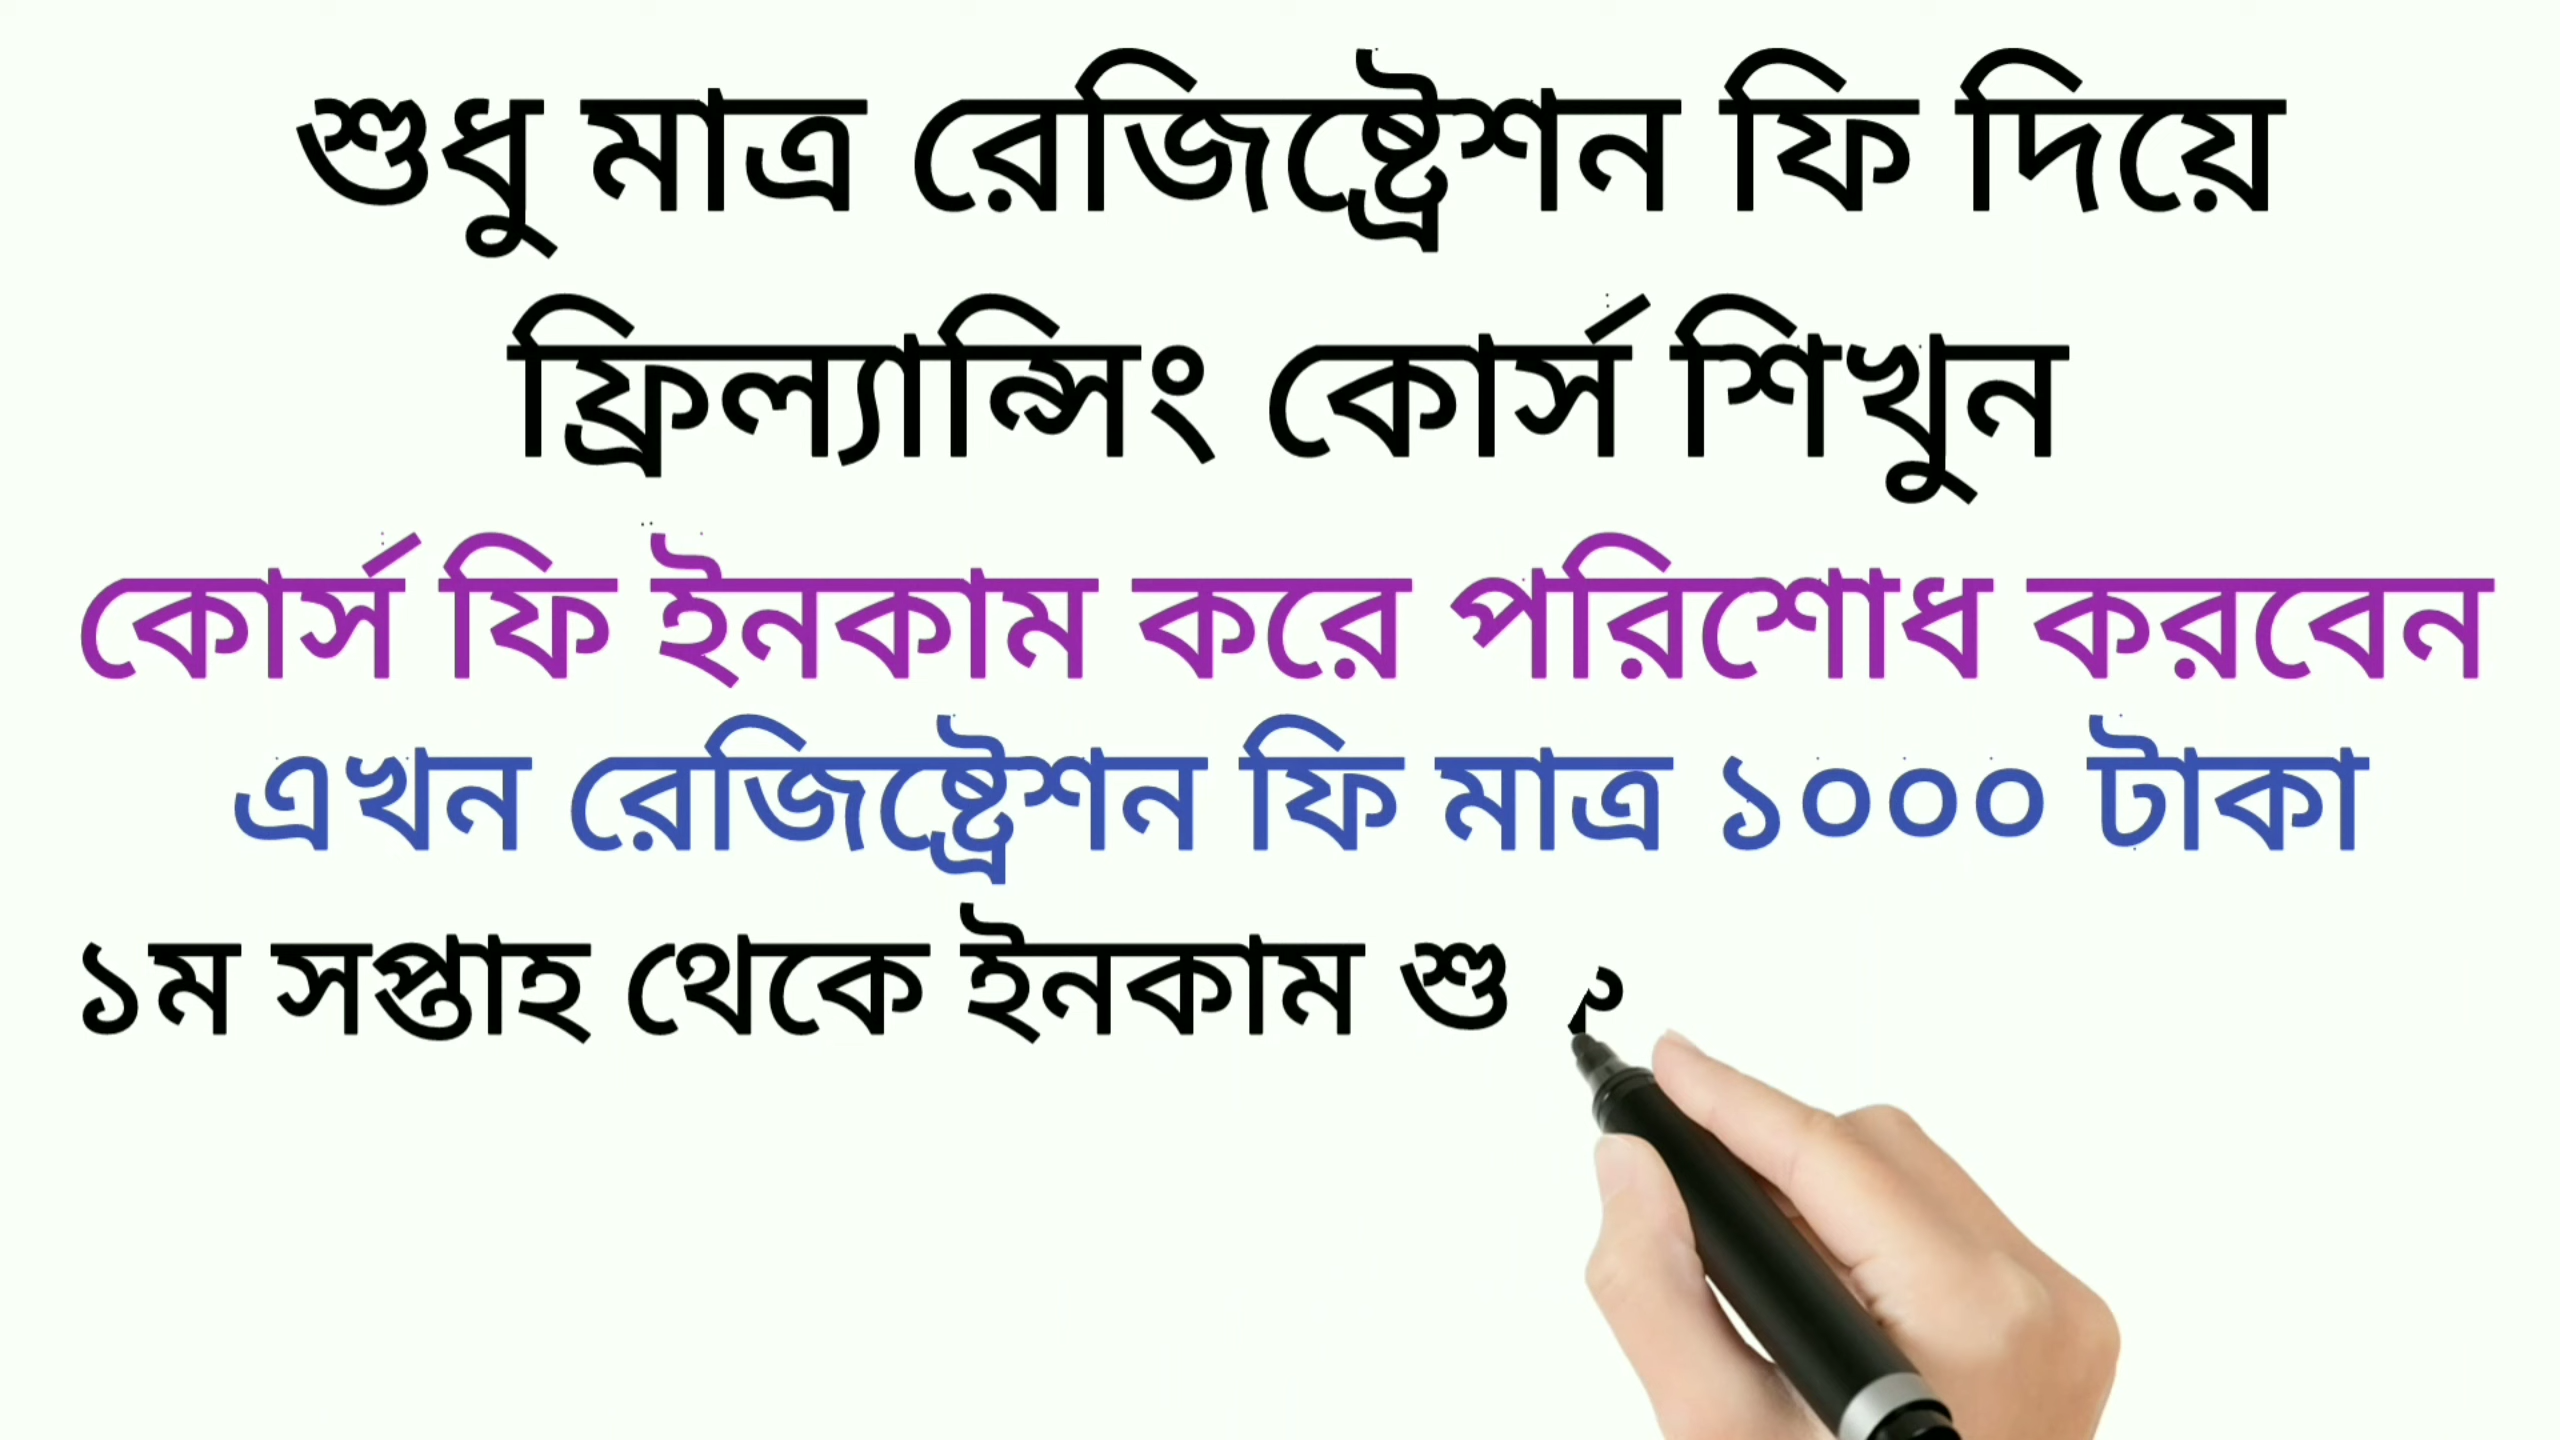 শুধু মাত্র রেজিষ্ট্রেশন ফি দিয়ে
ফ্রিল্যান্সিং কোর্স শিখুন
কোর্স ফি ইনকাম করে পরিশোধ করবেন
এখন রেজিষ্ট্রেশন ফি মাত্র ১০০০ টাকা
১ম সপ্তাহ থেকে ইনকাম শু